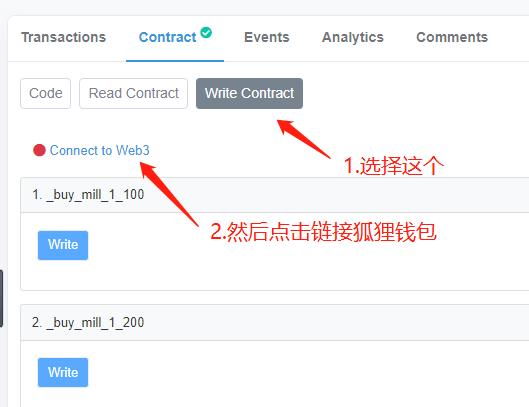 Transactions Contract Events Analytics Comments
Code Read Contract Write Contract
Connect to Web3
1.选择这个
1. _buy_mill_1_100
2.然后点击链接狐狸钱包
Write
2. _buy_mill_1_200
Write